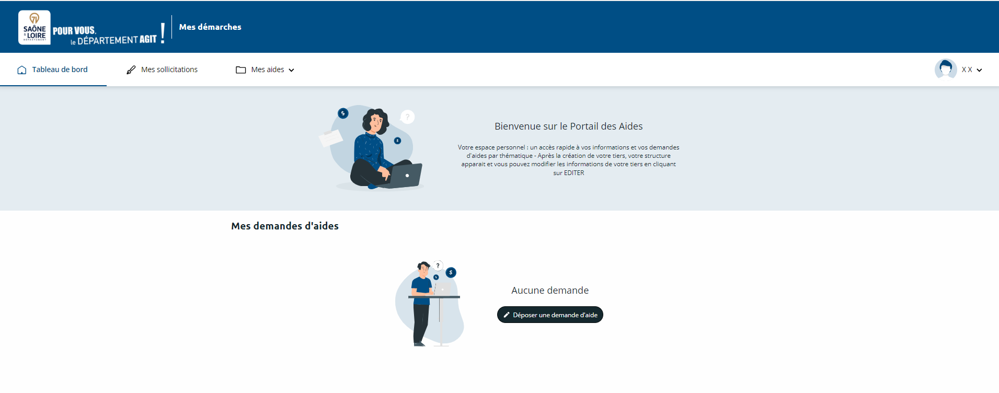 71
SAÔNE
& LOIRE
DÉPARTEMENT
POUR VOUS,
le DÉPARTEMENT AGIT !
Mes démarches
Tableau de bord
Mes sollicitations
Mes aides
X X
$
?
$
Bienvenue sur le Portail des Aides
Votre espace personnel : un accès rapide à vos informations et vos demandes
d'aides par thématique - Après la création de votre tiers, votre structure
apparait et vous pouvez modifier les informations de votre tiers en cliquant
sur EDITER
Mes demandes d'aides
?
$
$
Aucune demande
Déposer une demande d'aide